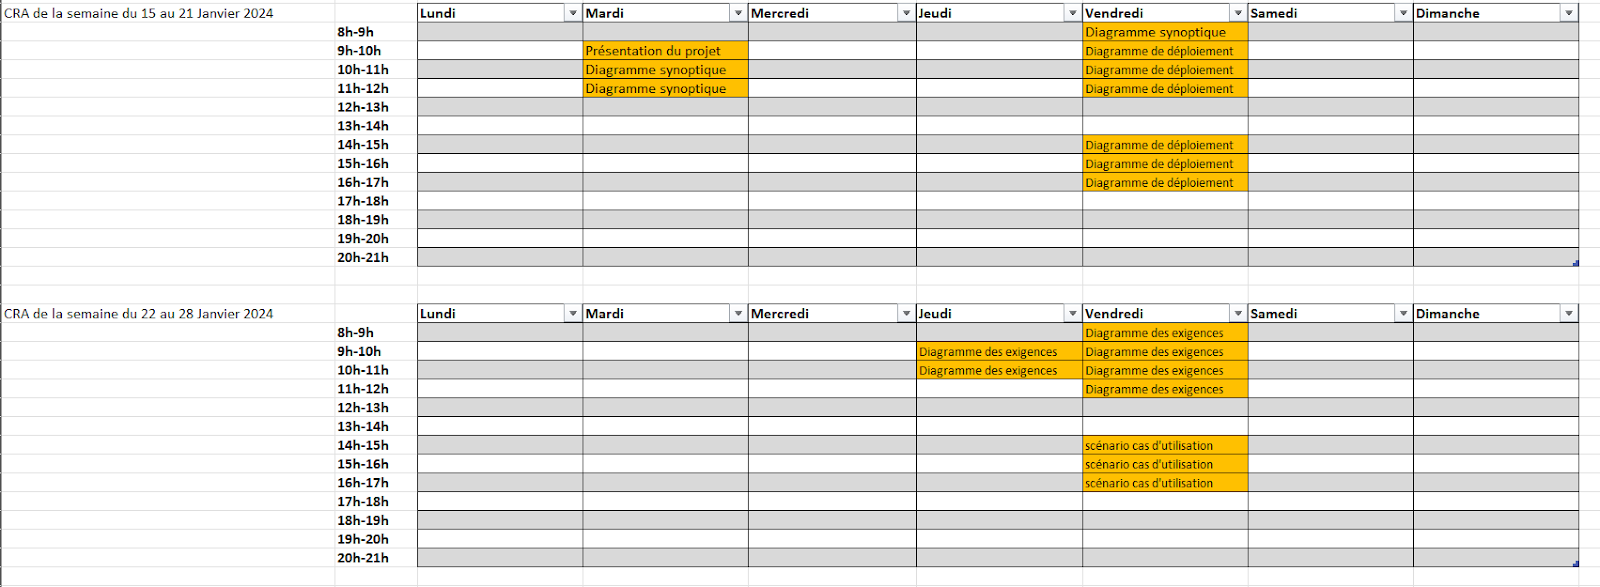 CRA de la semaine du 15 au 21 Janvier 2024 Lundi Mardi Mercredi Jeudi Vendredi Samedi Dimanche
8h-9h Diagramme synoptique
9h-10h Présentation du projet Diagramme de déploiement
10h-11h Diagramme synoptique Diagramme de déploiement
11h-12h Diagramme synoptique Diagramme de déploiement
12h-13h
13h-14h
14h-15h Diagramme de déploiement
15h-16h Diagramme de déploiement
16h-17h Diagramme de déploiement
17h-18h
18h-19h
19h-20h
20h-21h
CRA de la semaine du 22 au 28 Janvier 2024 Lundi Mardi Mercredi Jeudi Vendredi Samedi Dimanche
8h-9h Diagramme des exigences
9h-10h Diagramme des exigences Diagramme des exigences
10h-11h Diagramme des exigences Diagramme des exigences
11h-12h Diagramme des exigences
12h-13h
13h-14h
14h-15h scénario cas d'utilisation
15h-16h scénario cas d'utilisation
16h-17h scénario cas d'utilisation
17h-18h
18h-19h
19h-20h
20h-21h